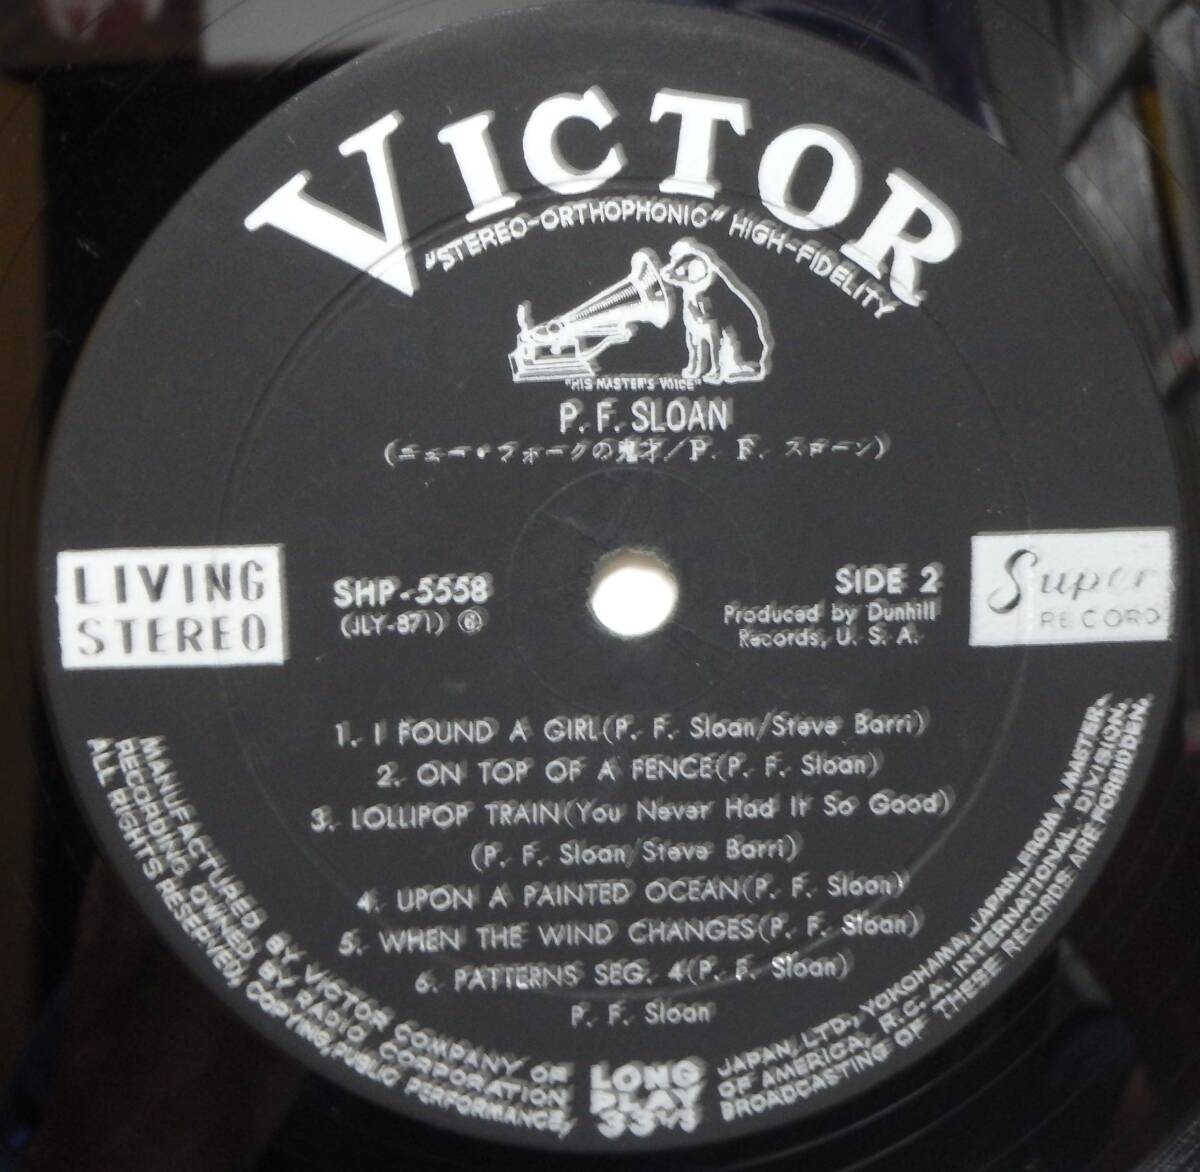 VICTOR
"STEREO-ORTHOPHONIC" HIGH-FIDELITY
"HIS MASTER'S VOICE"
P. F. SLOAN
(ニュー・フォークの鬼才/P. F. スローン)
LIVING
STEREO
SHP-5558
(JLY-871) ⑥
SIDE 2
Produced by Dunhill
Records, U. S. A.
Super
RECORD
1. I FOUND A GIRL(P. F. Sloan/Steve Barri)
2. ON TOP OF A FENCE(P. F. Sloan)
3. LOLLIPOP TRAIN(You Never Had It So Good)
(P. F. Sloan/Steve Barri)
4. UPON A PAINTED OCEAN(P. F. Sloan)
5. WHEN THE WIND CHANGES(P. F. Sloan)
6. PATTERNS SEG. 4(P. F. Sloan)
P. F. Sloan
MANUFACTURED BY VICTOR COMPANY OF JAPAN, LTD., YOKOHAMA, JAPAN, FROM A MASTER-
RECORDING OWNED BY RADIO CORPORATION OF AMERICA, R.C.A. INTERNATIONAL DIVISION.
ALL RIGHTS RESERVED, COPYING, PUBLIC PERFORMANCE, BROADCASTING OF THESE RECORDS ARE FORBIDDEN.
LONG
PLAY
33⅓